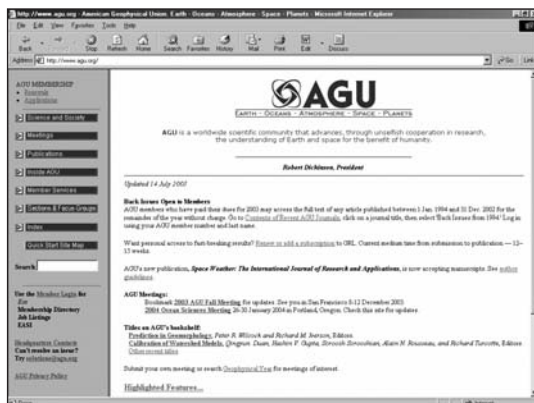 http://www.agu.org - American Geophysical Union: Earth - Oceans - Atmosphere - Space - Planets - Microsoft Internet Explorer
File Edit View Favorites Tools Help
Back Stop Refresh Home Search Favorites History Mail Print Edit Discuss
Address http://www.agu.org/ Go Links
AGU MEMBERSHIP
Renewals
Applications
Science and Society
Meetings
Publications
Inside AGU
Member Services
Sections & Focus Groups
Index
Quick Start Site Map
Search:
Use the Member Login for
Eos
Membership Directory
Job Listings
EASI
Headquarters Contacts
Can't resolve an issue?
Try solutions@agu.org
AGU Privacy Policy
AGU
EARTH - OCEANS - ATMOSPHERE - SPACE - PLANETS
AGU is a worldwide scientific community that advances, through unselfish cooperation in research,
the understanding of Earth and space for the benefit of humanity.
Robert Dickinson, President
Updated 14 July 2003
Back Issues Open to Members
AGU members who have paid their dues for 2003 may access the full text of any article published between 1 Jan. 1994 and 31 Dec. 2002 for the
remainder of the year without charge. Go to Contents of Recent AGU Journals, click on a journal title, then select 'Back Issues from 1994.' Log in
using your AGU member number and last name.
Want personal access to fast-breaking results? Renew or add a subscription to GRL. Current medium time from submission to publication — 12-
15 weeks.
AGU's new publication, Space Weather: The International Journal of Research and Applications, is now accepting manuscripts. See author
guidelines.
AGU Meetings:
Bookmark 2003 AGU Fall Meeting for updates. See you in San Francisco 8-12 December 2003
2004 Ocean Sciences Meeting 26-30 January 2004 in Portland, Oregon. Check this site for updates
Titles on AGU's bookshelf:
Prediction in Geomorphology, Peter R. Wilcock and Richard M. Iverson, Editors
Calibration of Watershed Models, Qingyun Duan, Hoshin V. Gupta, Soroosh Sorooshian, Alain N. Rousseau, and Richard Turcotte, Editors
Other recent titles
Submit your own meeting or search Geophysical Year for meetings of interest.
Highlighted Features...